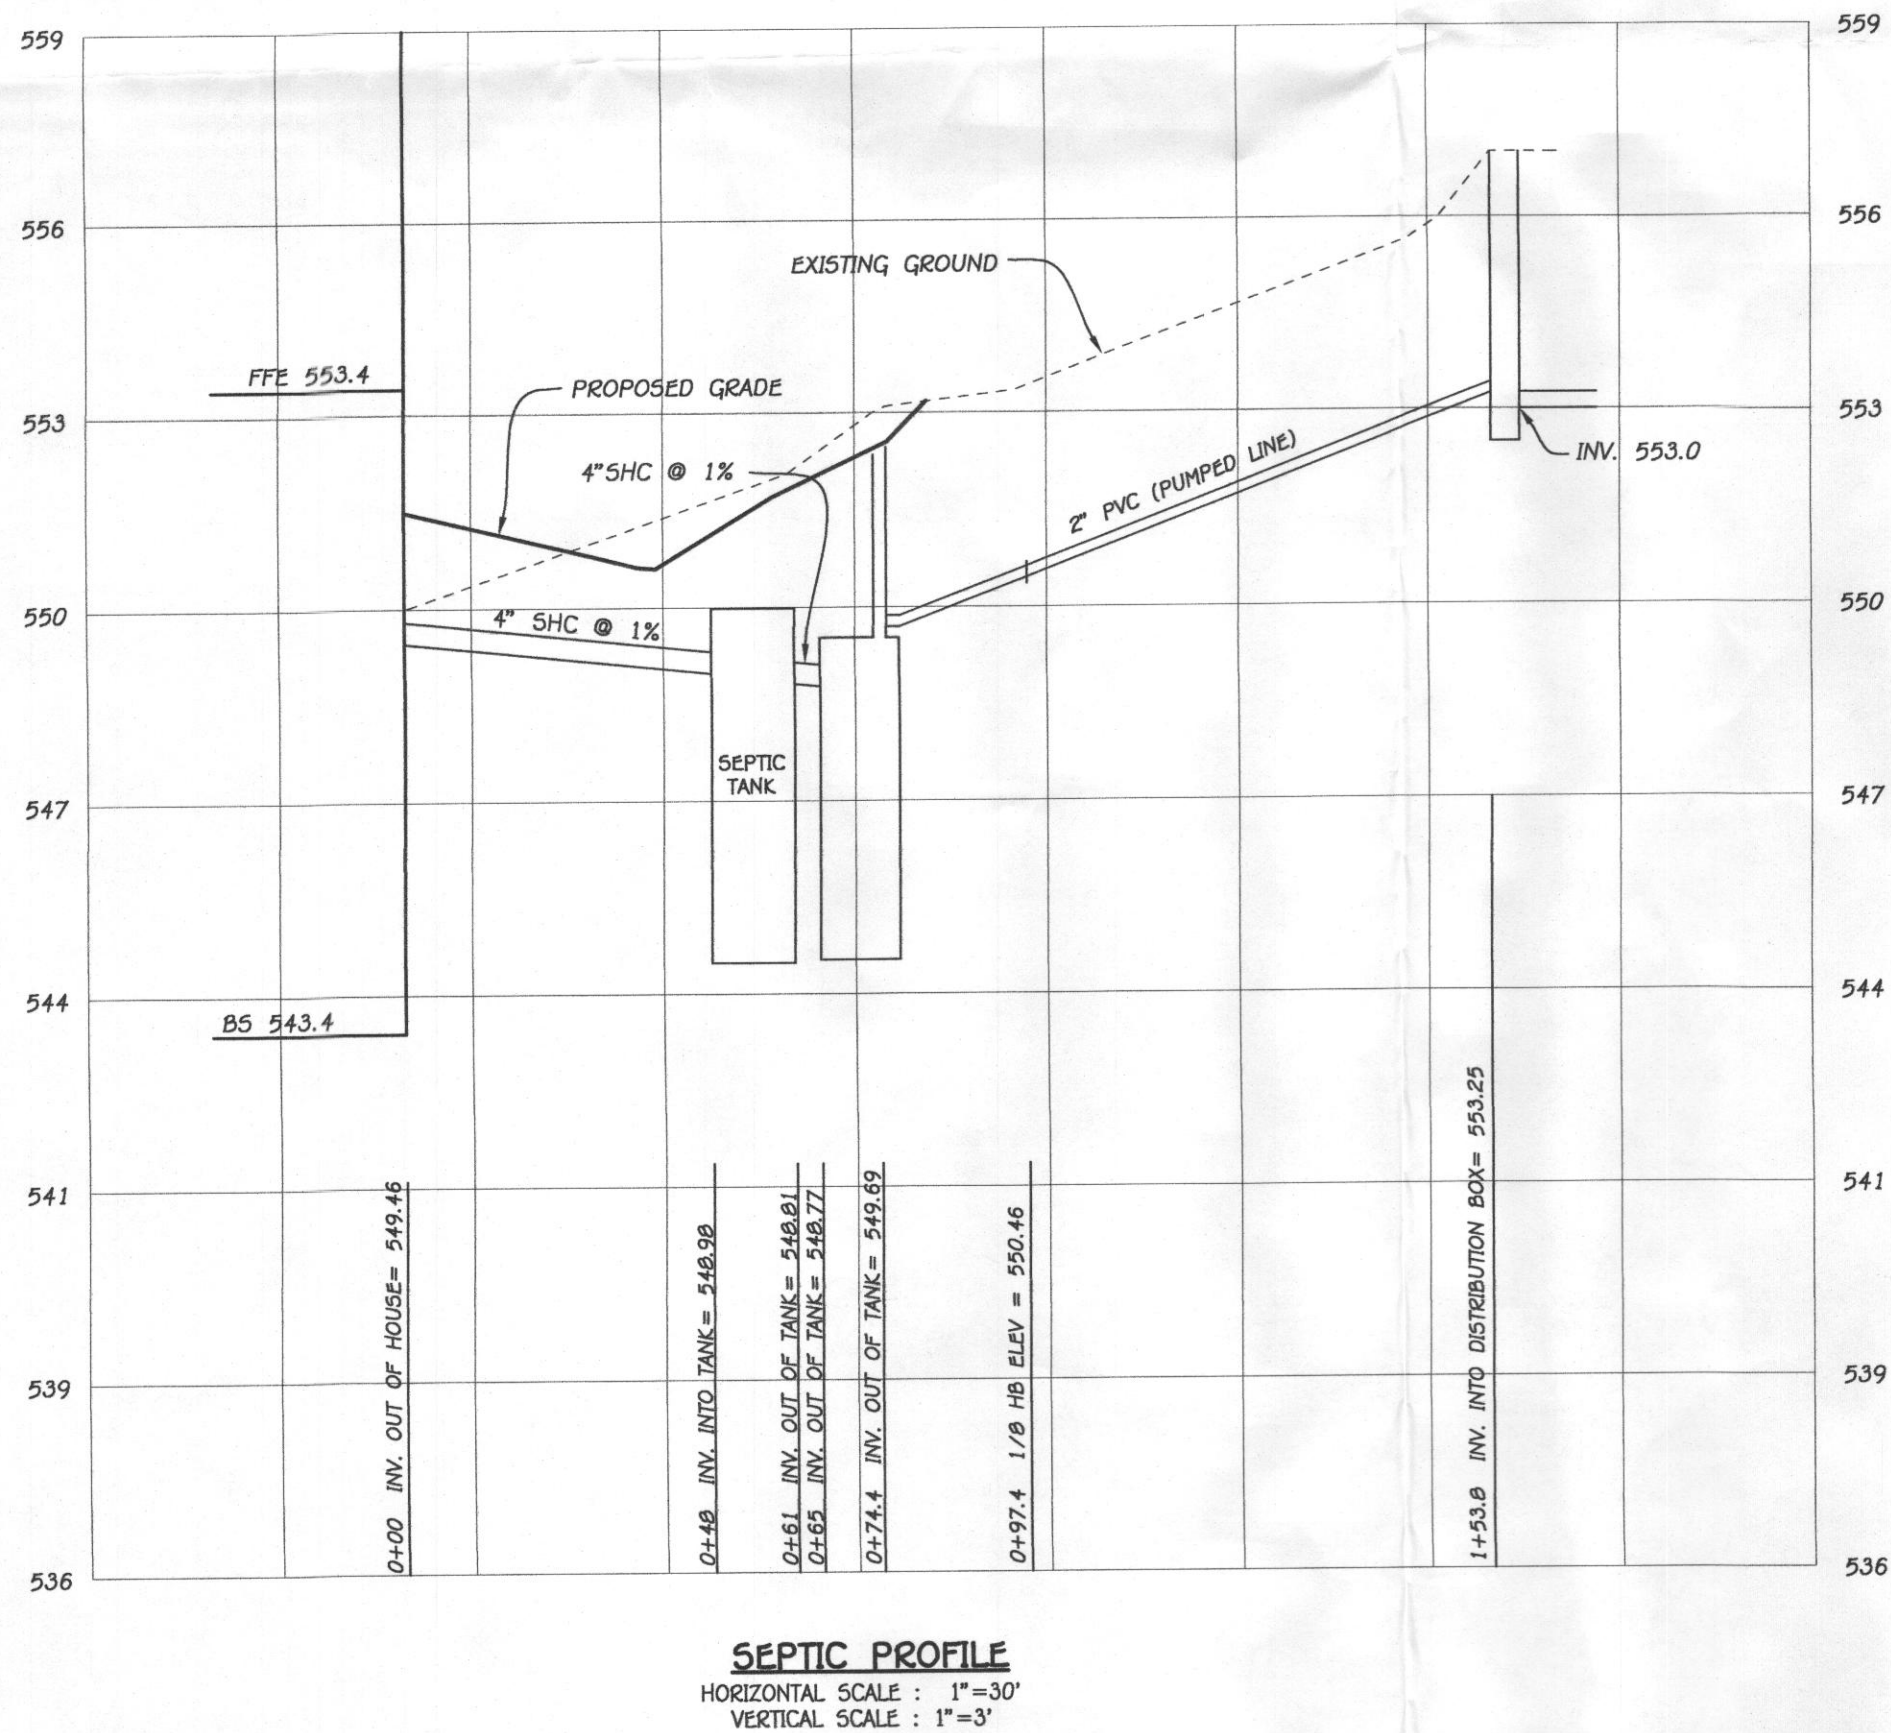 559
559
556
556
EXISTING GROUND
FFE 553.4
PROPOSED GRADE
553
553
4" SHC @ 1%
2" PVC (PUMPED LINE)
INV. 553.0
550
550
4" SHC @ 1%
SEPTIC
TANK
547
547
544
544
BS 543.4
541
541
539
539
536
536
0+00 INV. OUT OF HOUSE= 549.46
0+48 INV. INTO TANK= 548.98
0+61 INV. OUT OF TANK= 548.81
0+65 INV. OUT OF TANK= 548.77
0+74.4 INV. OUT OF TANK= 549.69
0+97.4 1/8 HB ELEV = 550.46
1+53.8 INV. INTO DISTRIBUTION BOX= 553.25
SEPTIC PROFILE
HORIZONTAL SCALE : 1"=30'
VERTICAL SCALE : 1"=3'